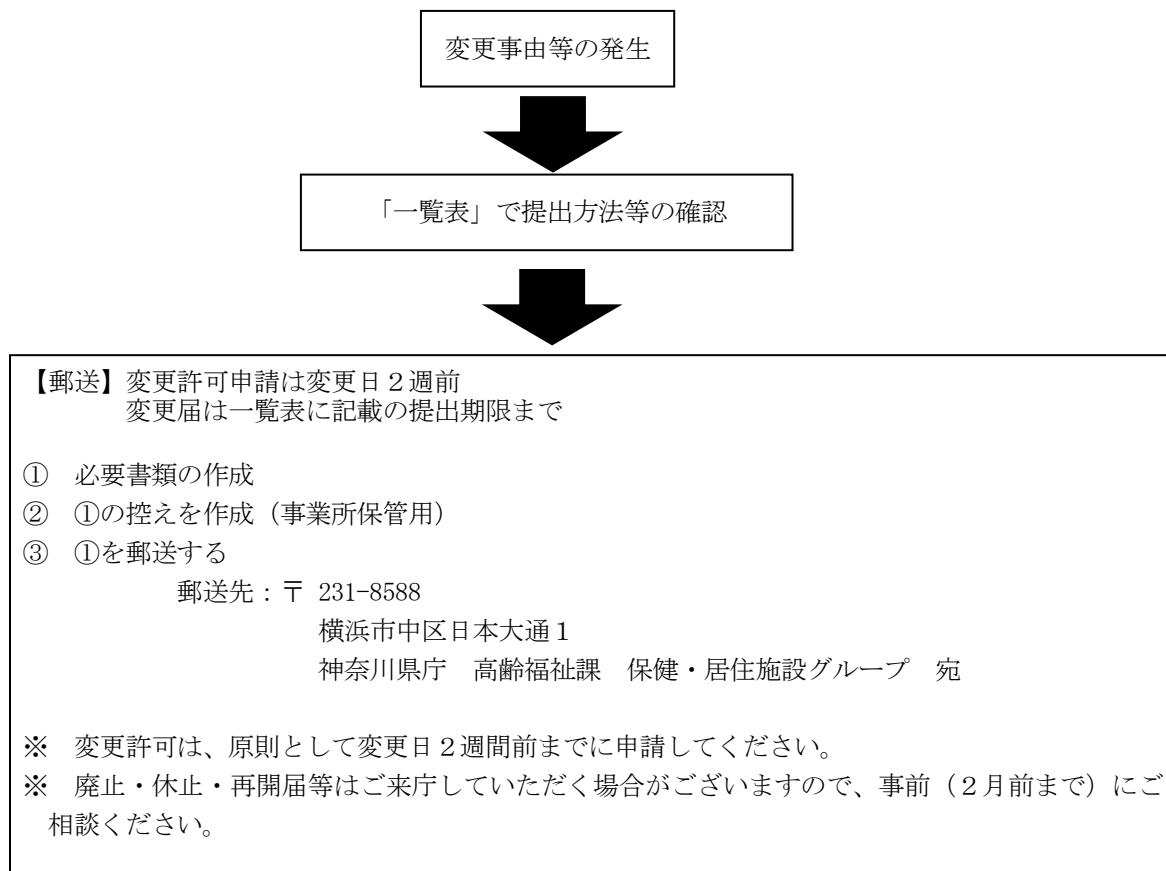 変更事由等の発生
「一覧表」で提出方法等の確認
【郵送】変更許可申請は変更日２週前
変更届は一覧表に記載の提出期限まで
① 必要書類の作成
② ①の控えを作成（事業所保管用）
③ ①を郵送する
郵送先：〒 231-8588
横浜市中区日本大通１
神奈川県庁 高齢福祉課 保健・居住施設グループ 宛
※ 変更許可は、原則として変更日２週間前までに申請してください。
※ 廃止・休止・再開届等はご来庁していただく場合がございますので、事前（２月前まで）にご
相談ください。